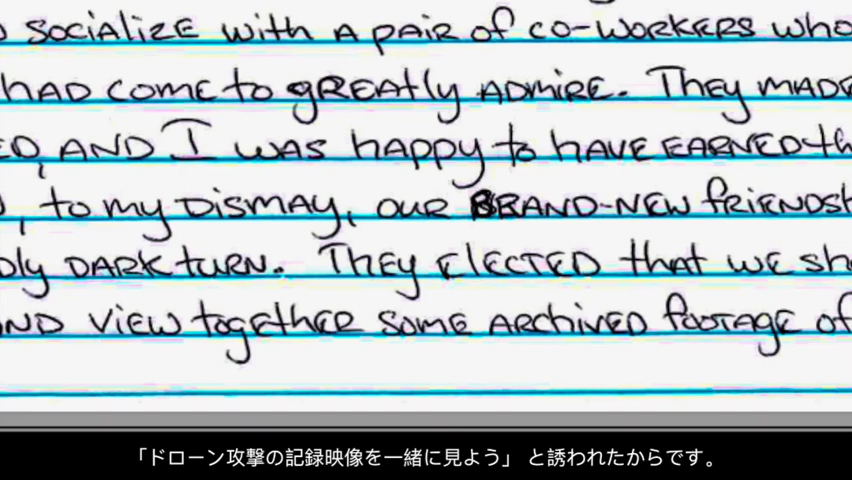 SOCIALIZE with A pair of co-workers who
had come to greatly admire. They made
AND I was happy to have earned
, to my dismay, our BRAND-NEW
DARK turn. They elected that we
view together some archived footage of
「ドローン攻撃の記録映像を一緒に見よう」 と誘われたからです。